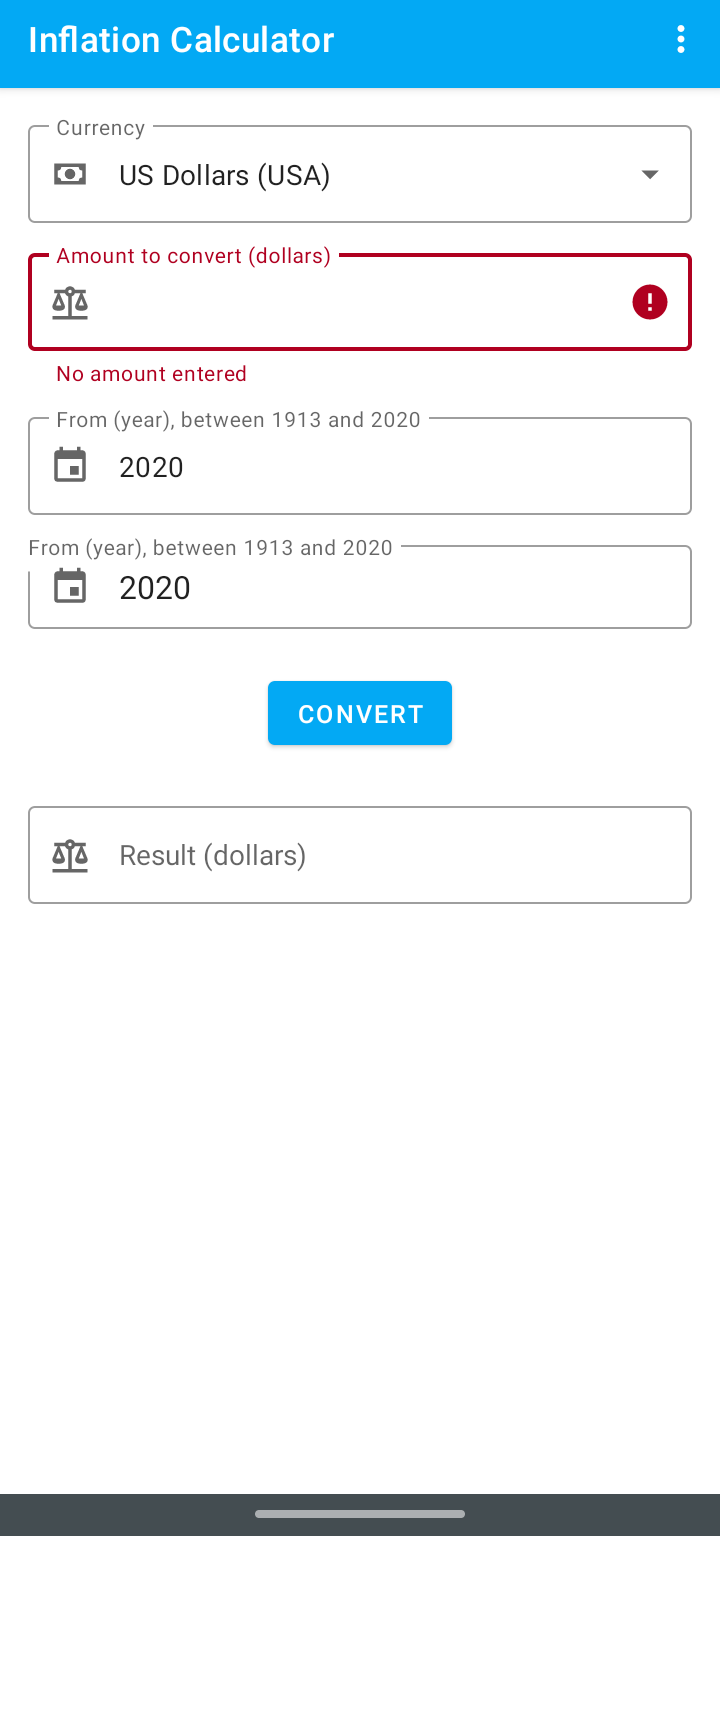 Inflation Calculator
Currency
US Dollars (USA)
Amount to convert (dollars)
No amount entered
From (year), between 1913 and 2020
2020
From (year), between 1913 and 2020
2020
CONVERT
Result (dollars)